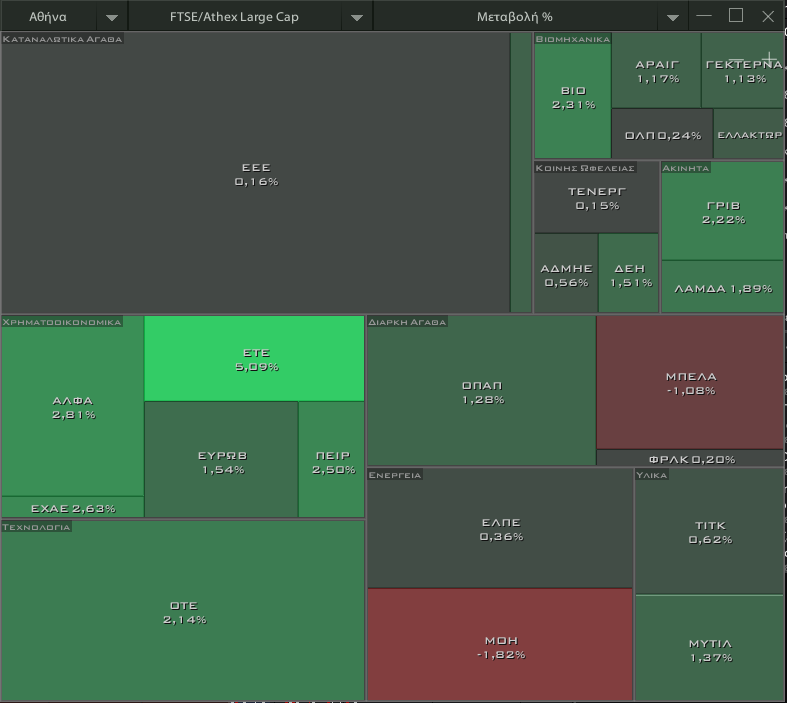 Αθήνα
FTSE/Athex Large Cap
Μεταβολή %
ΚΑΤΑΝΑΛΩΤΙΚΑ ΑΓΑΘΑ
ΕΕΕ
0,16%
ΒΙΟΜΗΧΑΝΙΚΑ
ΒΙΟ
2,31%
ΑΡΑΙΓ
1,17%
ΓΕΚΤΕΡΝΑ
1,13%
ΟΛΠ 0,24%
ΕΛΛΑΚΤΩΡ
ΚΟΙΝΗΣ ΩΦΕΛΕΙΑΣ
ΤΕΝΕΡΓ
0,15%
ΑΔΜΗΕ
0,56%
ΔΕΗ
1,51%
ΑΚΙΝΗΤΑ
ΓΡΙΒ
2,22%
ΛΑΜΔΑ 1,89%
ΧΡΗΜΑΤΟΟΙΚΟΝΟΜΙΚΑ
ΑΛΦΑ
2,81%
ΕΤΕ
5,09%
ΕΥΡΩΒ
1,54%
ΠΕΙΡ
2,50%
ΕΧΑΕ 2,63%
ΔΙΑΡΚΗ ΑΓΑΘΑ
ΟΠΑΠ
1,28%
ΜΠΕΛΑ
-1,08%
ΦΡΛΚ 0,20%
ΤΕΧΝΟΛΟΓΙΑ
ΟΤΕ
2,14%
ΕΝΕΡΓΕΙΑ
ΕΛΠΕ
0,36%
ΜΟΗ
-1,82%
ΥΛΙΚΑ
ΤΙΤΚ
0,62%
ΜΥΤΙΛ
1,37%